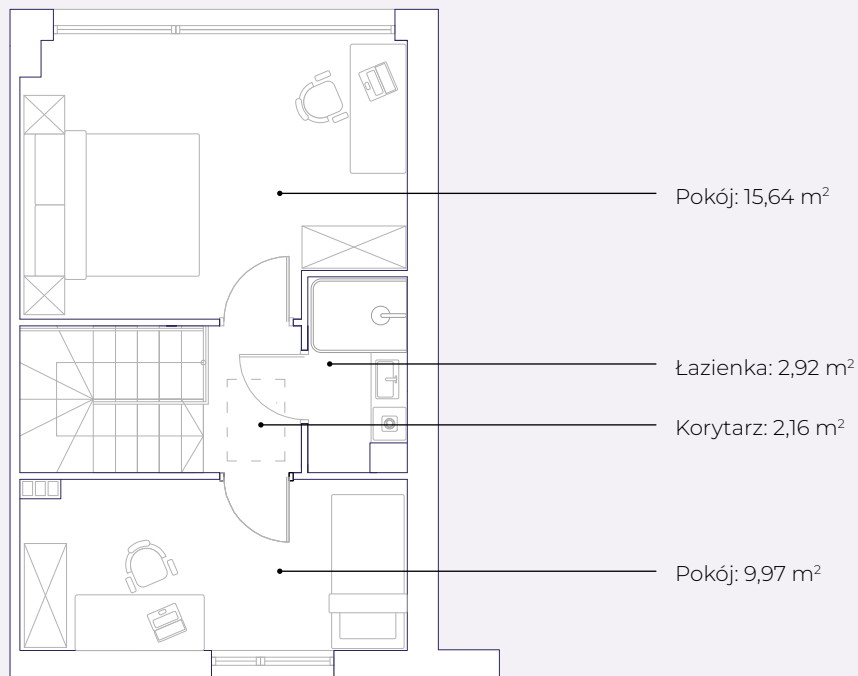 Pokój: 15,64 m²
Łazienka: 2,92 m²
Korytarz: 2,16 m²
Pokój: 9,97 m²